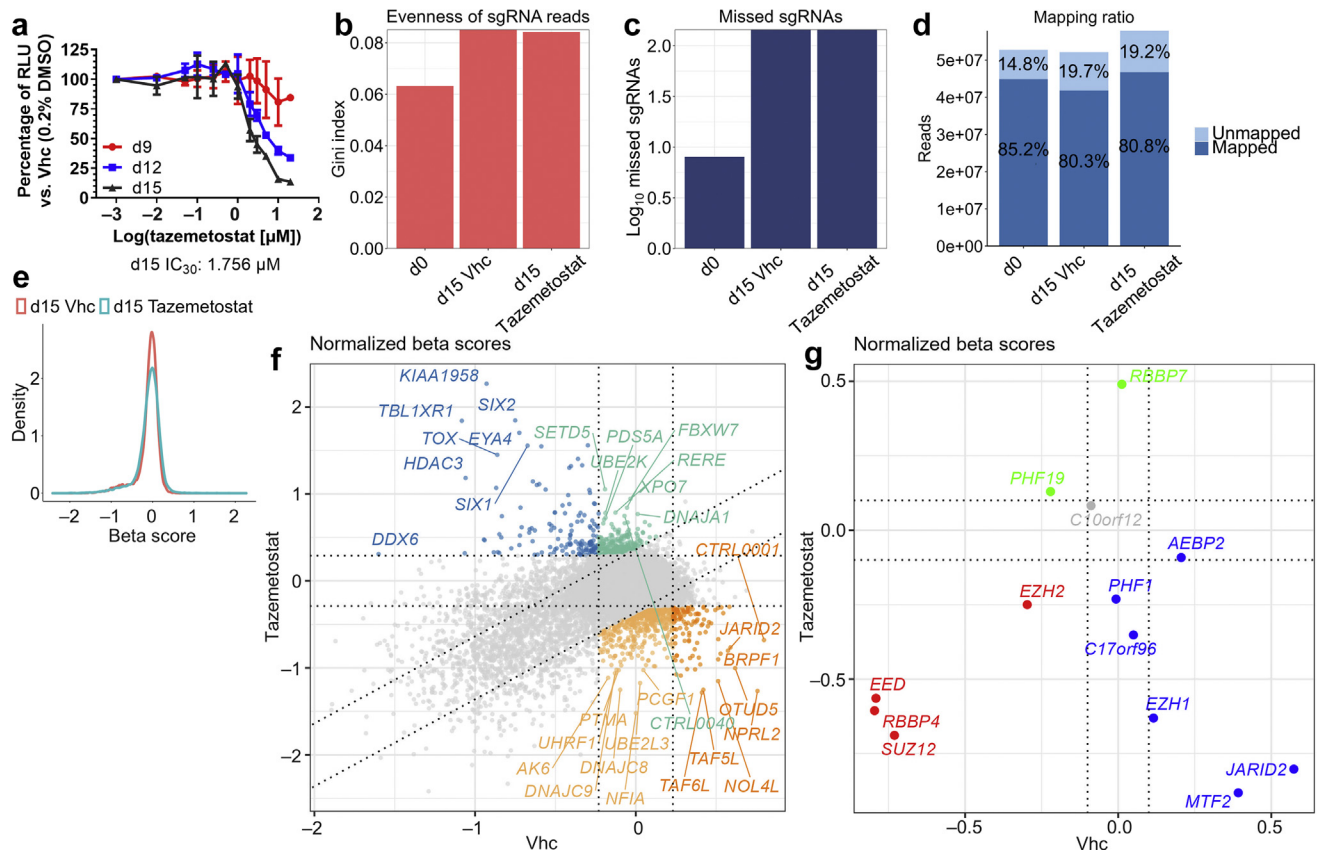 a
Percentage of RLU
vs. Vhc (0.2% DMSO)
125
100
75
50
25
0
d9
d12
d15
–3
–2
–1
0
1
2
Log(tazemetostat [µM])
d15 IC30: 1.756 µM
b
Evenness of sgRNA reads
Gini index
0.08
0.06
0.04
0.02
0.00
d0
d15 Vhc
d15
Tazemetostat
c
Missed sgRNAs
Log10 missed sgRNAs
2.0
1.5
1.0
0.5
0.0
d0
d15 Vhc
d15
Tazemetostat
d
Mapping ratio
Reads
5e+07
4e+07
3e+07
2e+07
1e+07
0e+00
14.8%
19.7%
19.2%
85.2%
80.3%
80.8%
d0
d15 Vhc
d15
Tazemetostat
Unmapped
Mapped
e
d15 Vhc
d15 Tazemetostat
Density
2
1
0
–2
–1
0
1
2
Beta score
f
Normalized beta scores
Tazemetostat
2
1
0
–1
–2
KIAA1958
TBL1XR1
SIX2
TOX
EYA4
HDAC3
SIX1
DDX6
SETD5
PDS5A
FBXW7
UBE2K
RERE
XPO7
DNAJA1
CTRL0001
JARID2
BRPF1
PCGF1
OTUD5
PTMA
CTRL0040
NPRL2
UHRF1
UBE2L3
TAF5L
AK6
DNAJC8
TAF6L
NOL4L
DNAJC9
NFIA
–2
–1
0
Vhc
g
Normalized beta scores
Tazemetostat
0.5
0.0
–0.5
RBBP7
PHF19
C10orf12
AEBP2
EZH2
PHF1
C17orf96
EED
EZH1
RBBP4
SUZ12
JARID2
MTF2
–0.5
0.0
0.5
Vhc